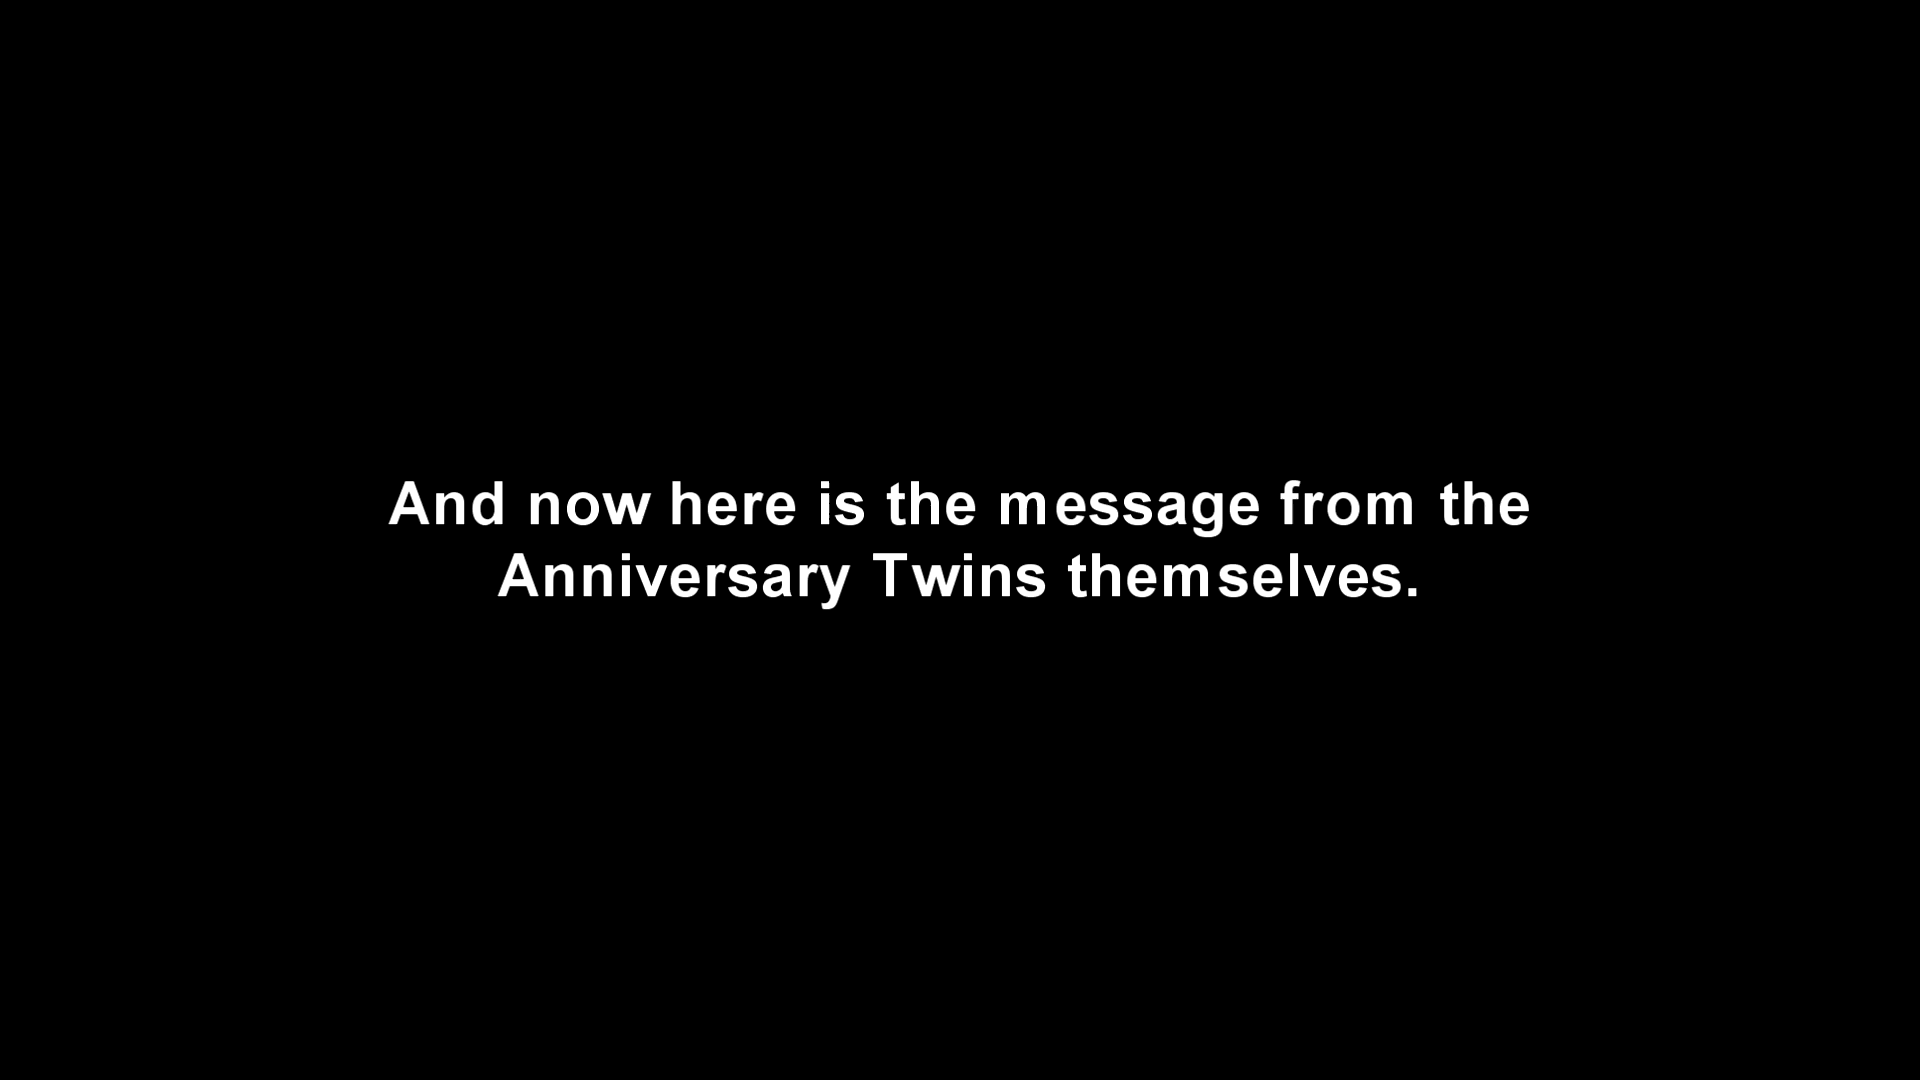 And now here is the message from the
Anniversary Twins themselves.